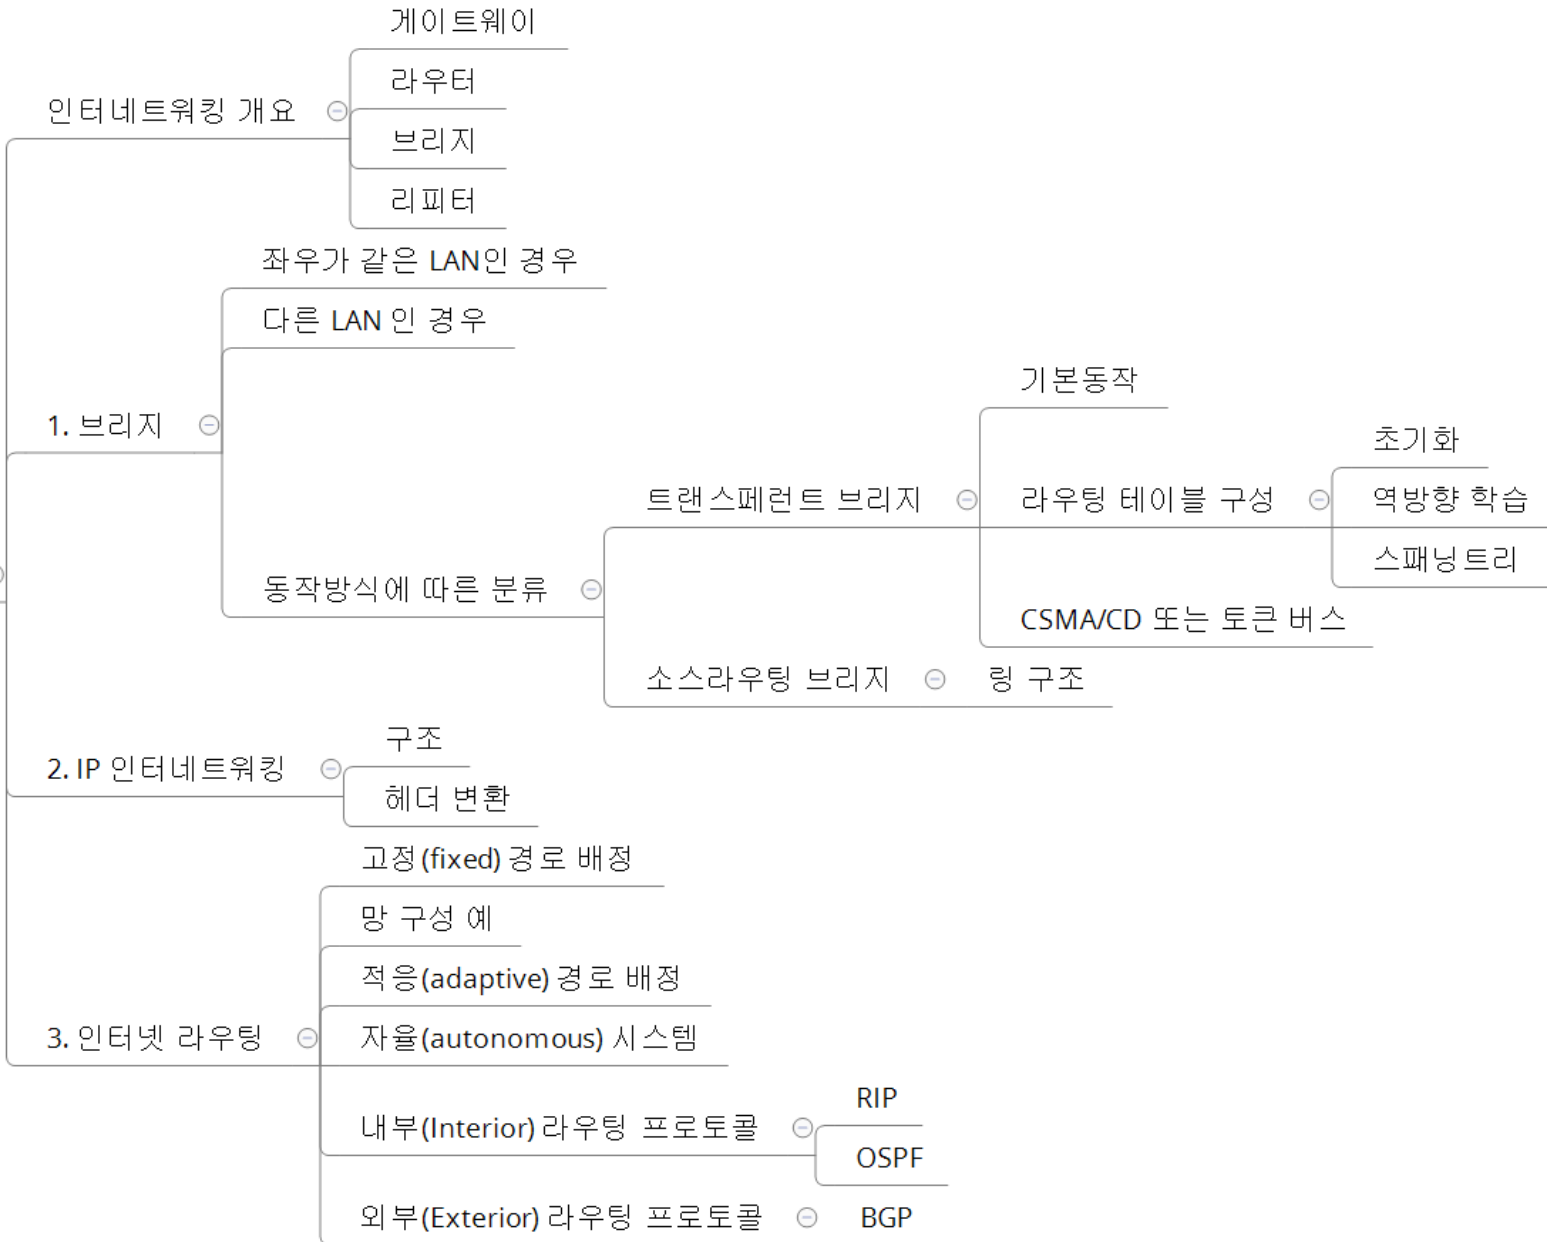 인터네트워킹 개요
게이트웨이
라우터
브리지
리피터
1. 브리지
좌우가 같은 LAN인 경우
다른 LAN 인 경우
동작방식에 따른 분류
트랜스페런트 브리지
기본동작
라우팅 테이블 구성
초기화
역방향 학습
스패닝트리
CSMA/CD 또는 토큰 버스
소스라우팅 브리지
링 구조
2. IP 인터네트워킹
구조
헤더 변환
3. 인터넷 라우팅
고정(fixed) 경로 배정
망 구성 예
적응(adaptive) 경로 배정
자율(autonomous) 시스템
내부(Interior) 라우팅 프로토콜
RIP
OSPF
외부(Exterior) 라우팅 프로토콜
BGP